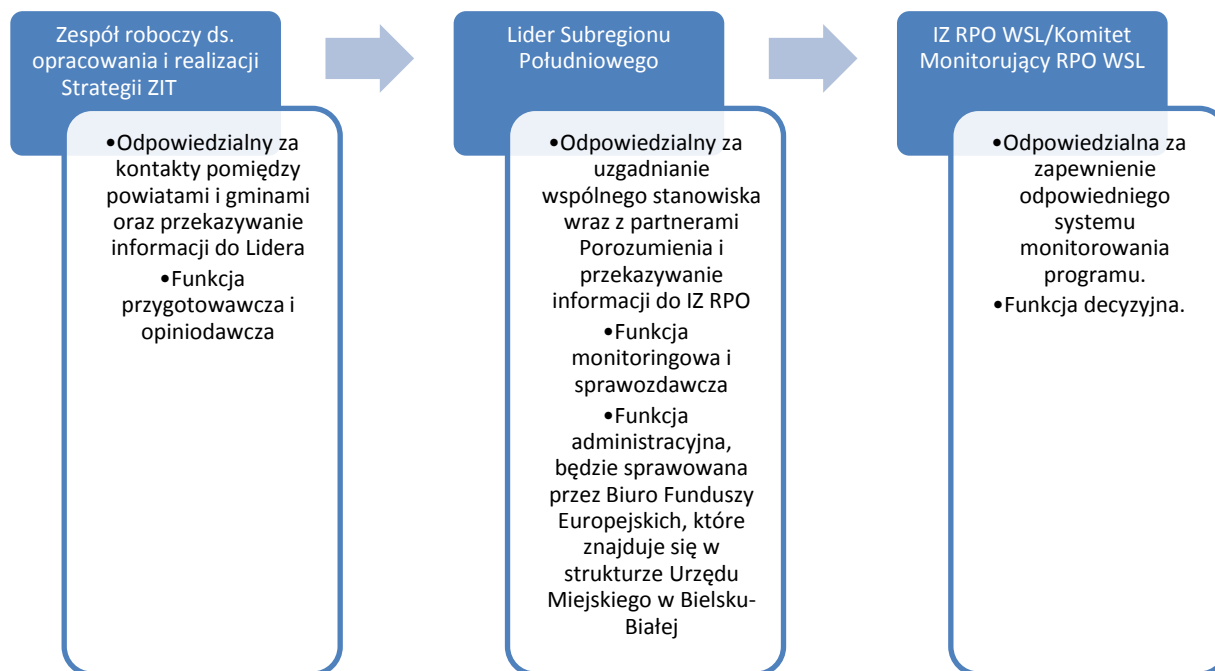 Zespół roboczy ds.
opracowania i realizacji
Strategii ZIT
•Odpowiedzialny za
kontakty pomiędzy
powiatami i gminami
oraz przekazywanie
informacji do Lidera
•Funkcja
przygotowawcza i
opiniodawcza
Lider Subregionu
Południowego
•Odpowiedzialny za
uzgadnianie
wspólnego stanowiska
wraz z partnerami
Porozumienia i
przekazywanie
informacji do IZ RPO
•Funkcja
monitoringowa i
sprawozdawcza
•Funkcja
administracyjna,
będzie sprawowana
przez Biuro Funduszy
Europejskich, które
znajduje się w
strukturze Urzędu
Miejskiego w Bielsku-
Białej
IZ RPO WSL/Komitet
Monitorujący RPO WSL
•Odpowiedzialna za
zapewnienie
odpowiedniego
systemu
monitorowania
programu.
•Funkcja decyzyjna.